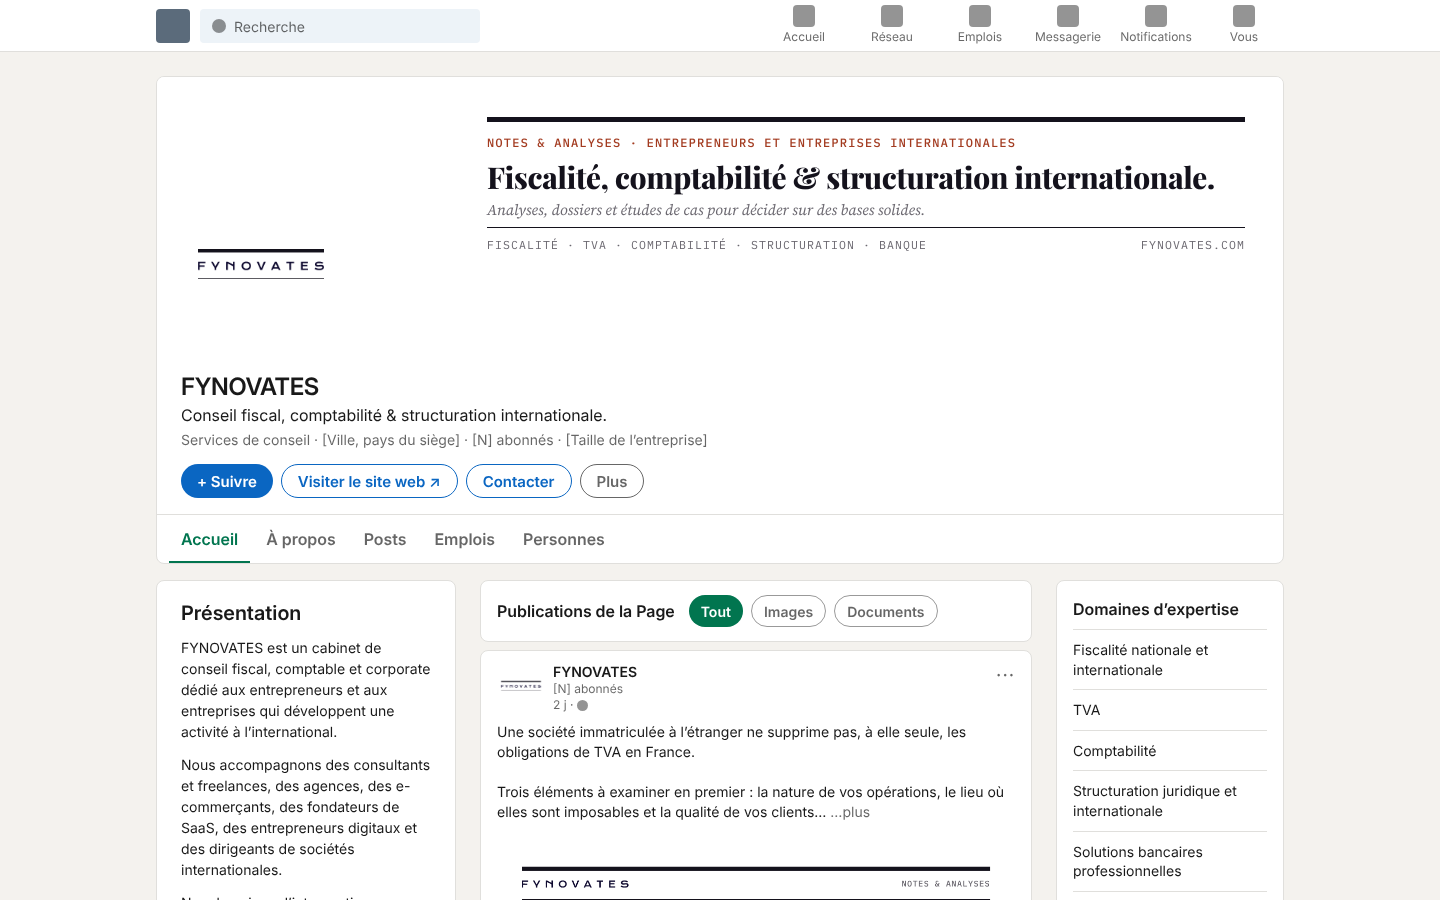 Recherche
Accueil
Réseau
Emplois
Messagerie
Notifications
Vous
NOTES & ANALYSES · ENTREPRENEURS ET ENTREPRISES INTERNATIONALES
Fiscalité, comptabilité & structuration internationale.
Analyses, dossiers et études de cas pour décider sur des bases solides.
FISCALITÉ · TVA · COMPTABILITÉ · STRUCTURATION · BANQUE
FYNOVATES.COM
FYNOVATES
FYNOVATES
Conseil fiscal, comptabilité & structuration internationale.
Services de conseil · [Ville, pays du siège] · [N] abonnés · [Taille de l’entreprise]
+ Suivre
Visiter le site web ↗
Contacter
Plus
Accueil
À propos
Posts
Emplois
Personnes
Présentation
FYNOVATES est un cabinet de
conseil fiscal, comptable et corporate
dédié aux entrepreneurs et aux
entreprises qui développent une
activité à l’international.
Nous accompagnons des consultants
et freelances, des agences, des e-
commerçants, des fondateurs de
SaaS, des entrepreneurs digitaux et
des dirigeants de sociétés
internationales.
Publications de la Page
Tout
Images
Documents
FYNOVATES
FYNOVATES
[N] abonnés
2 j ·
Une société immatriculée à l’étranger ne supprime pas, à elle seule, les
obligations de TVA en France.
Trois éléments à examiner en premier : la nature de vos opérations, le lieu où
elles sont imposables et la qualité de vos clients… …plus
FYNOVATES
NOTES & ANALYSES
Domaines d’expertise
Fiscalité nationale et
internationale
TVA
Comptabilité
Structuration juridique et
internationale
Solutions bancaires
professionnelles